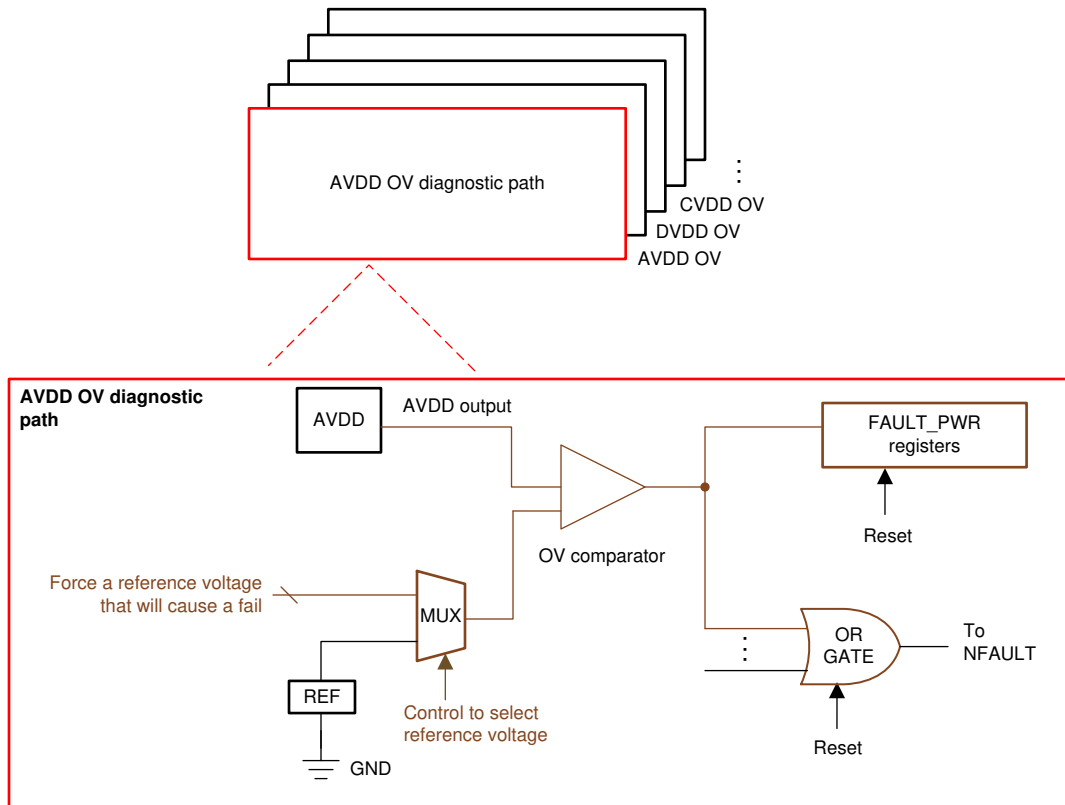 AVDD OV diagnostic path
⋮
CVDD OV
DVDD OV
AVDD OV
AVDD OV diagnostic
path
AVDD
AVDD output
FAULT_PWR
registers
Reset
OV comparator
Force a reference voltage
that will cause a fail
MUX
REF
GND
Control to select
reference voltage
⋮
OR
GATE
To
NFAULT
Reset